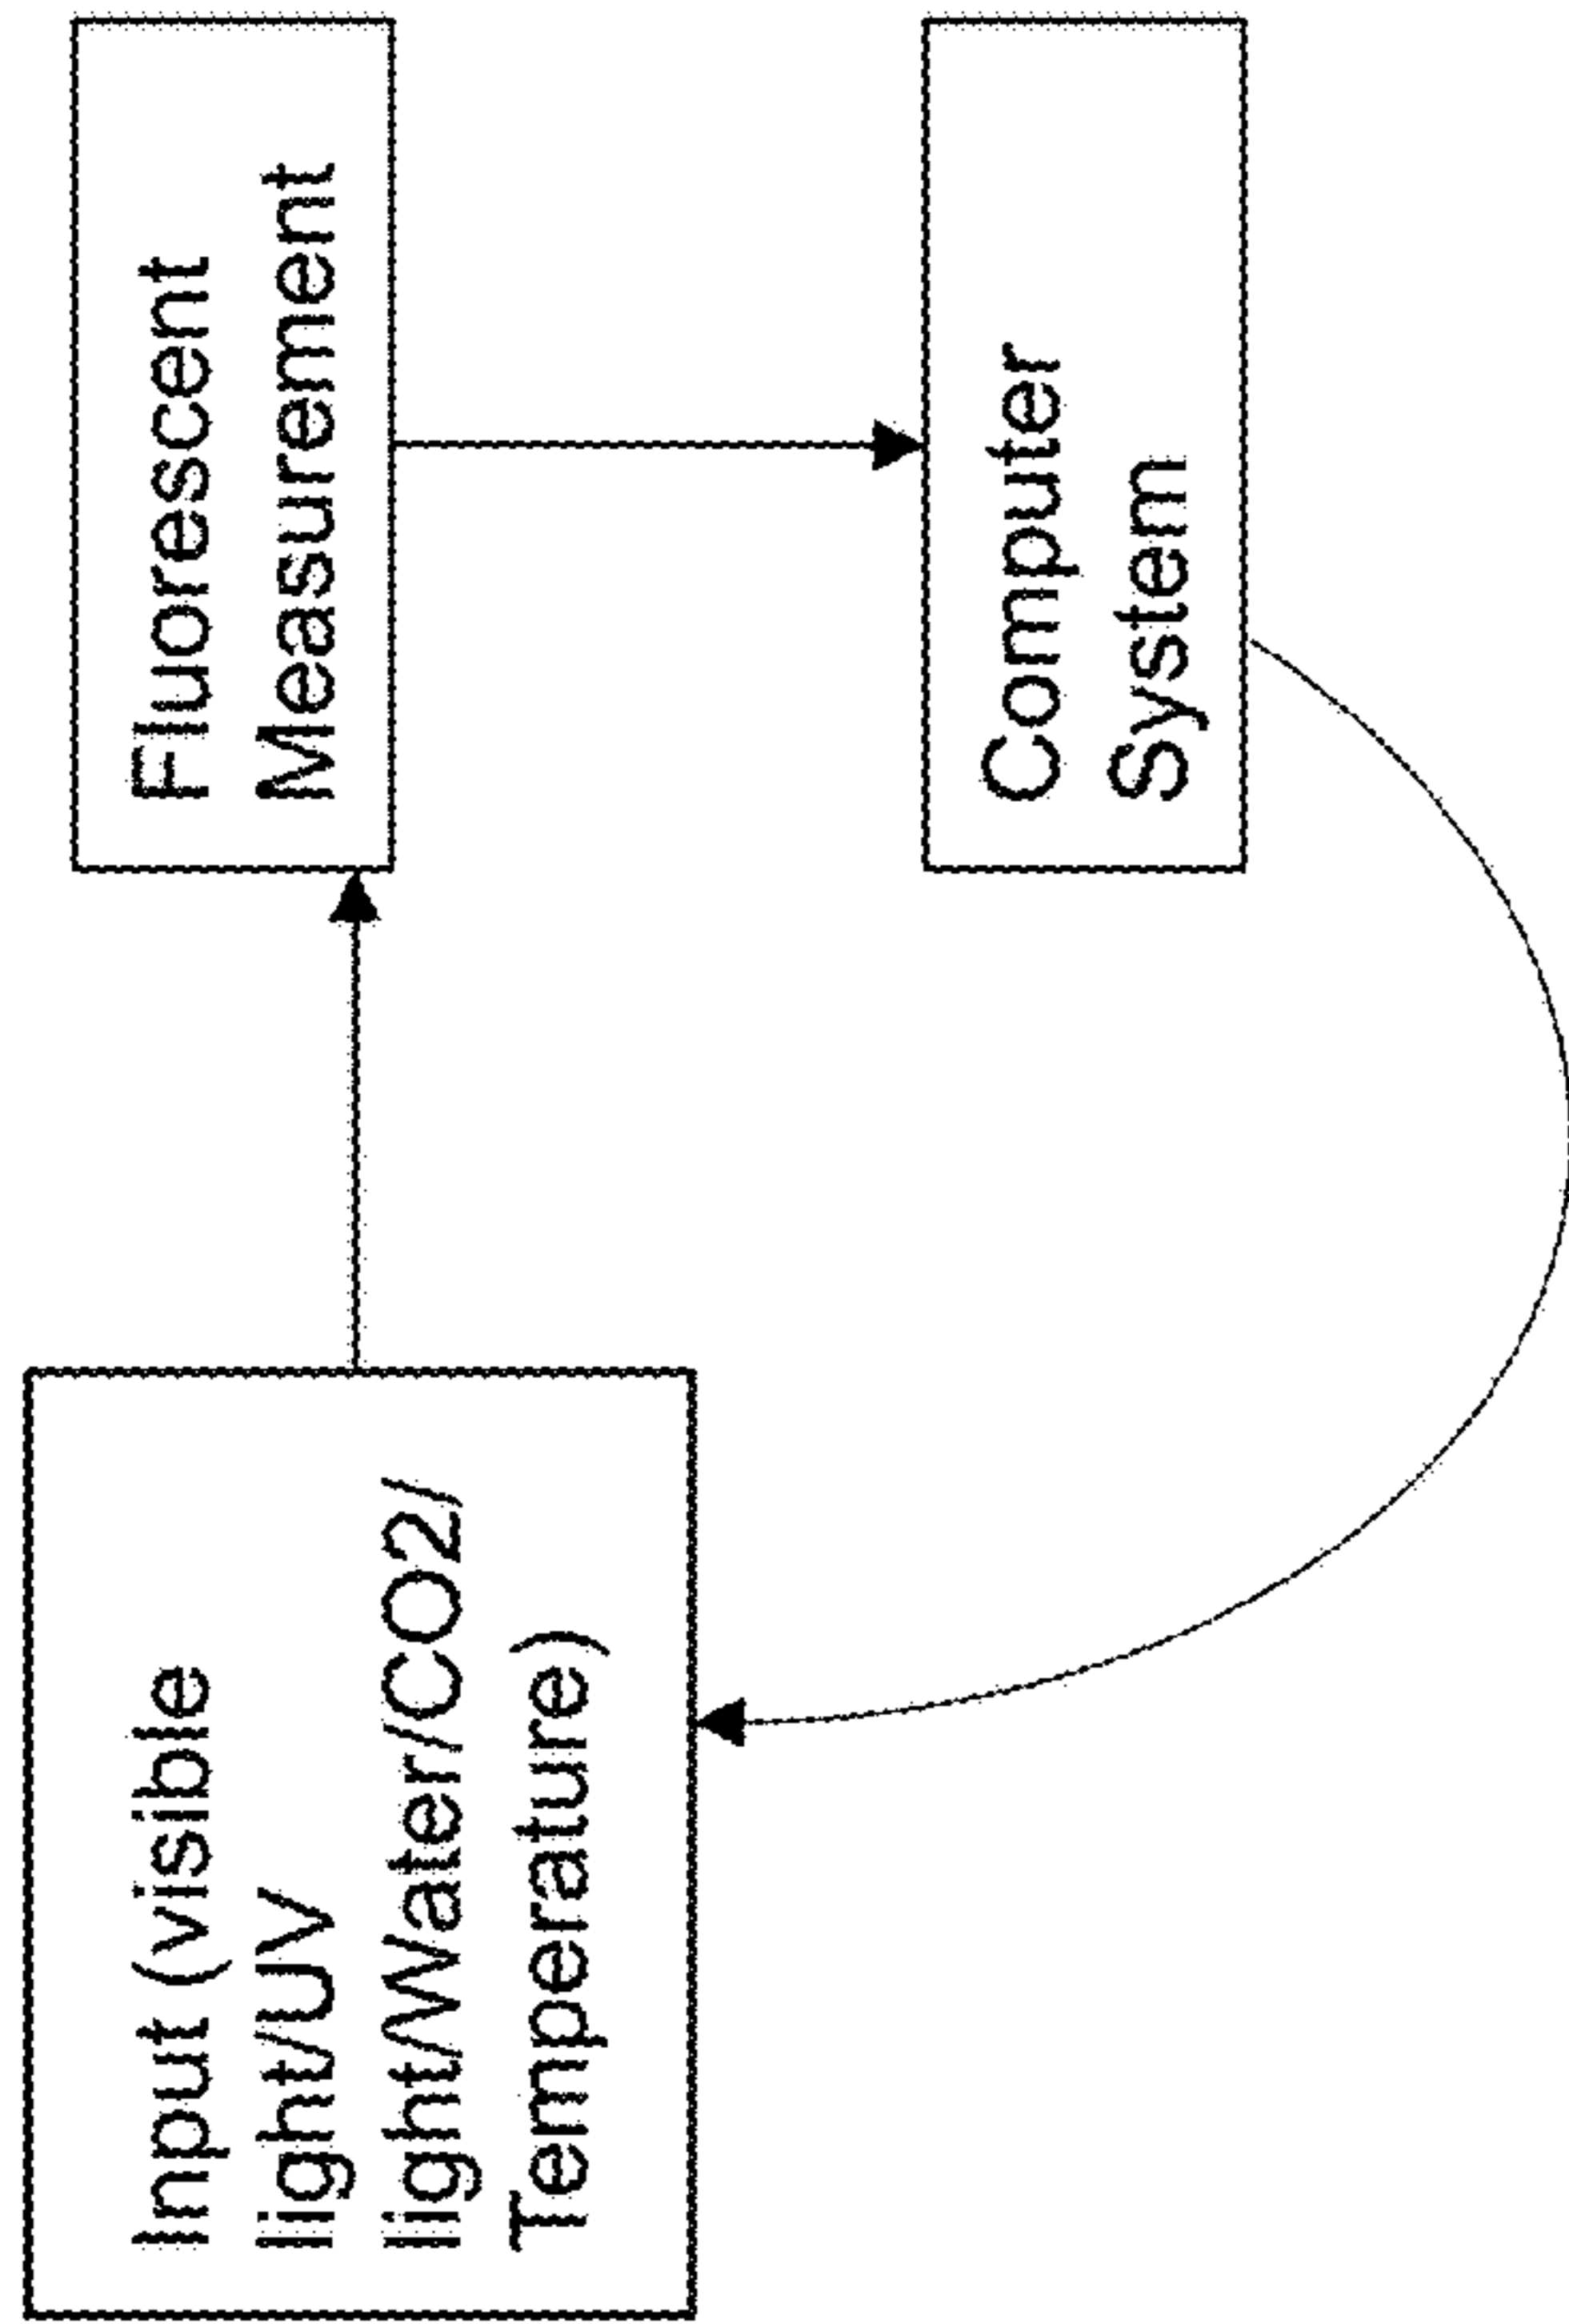 Input (visible
light/UV
light/Water/CO2/
Temperature)
Fluorescent
Measurement
Computer
System